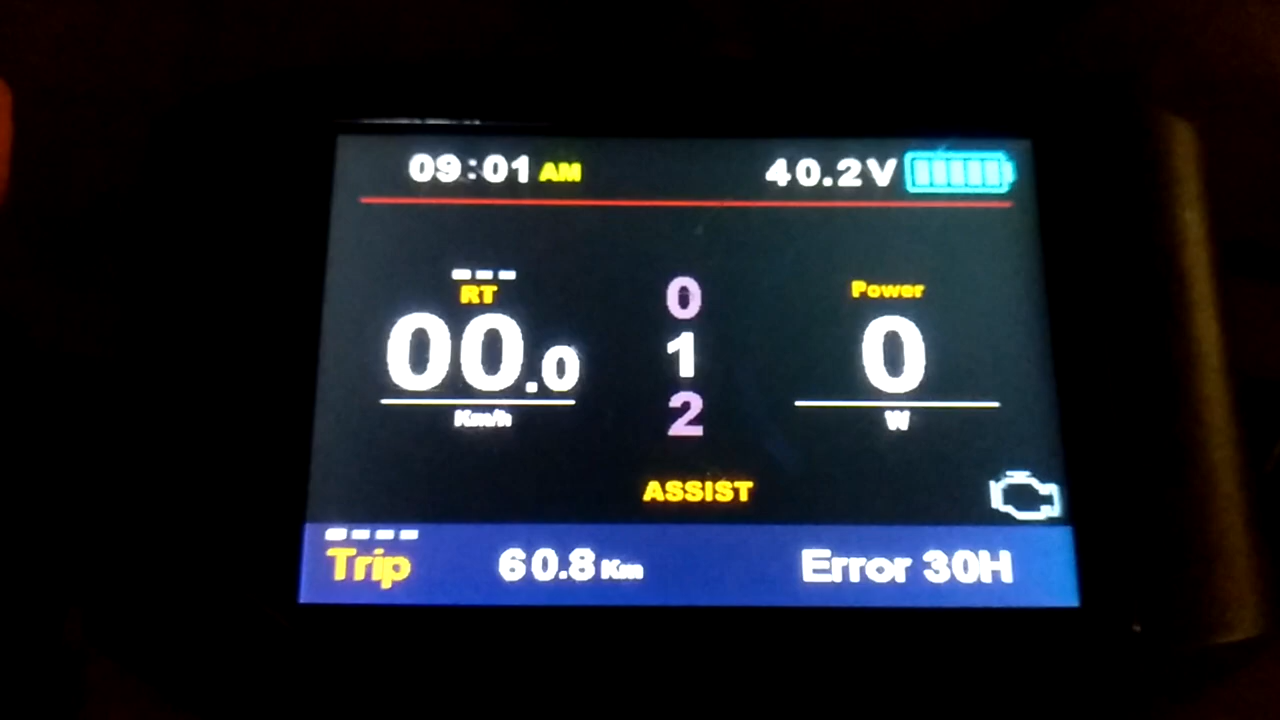 09:01 AM 40.2V
RT
Power
00.0
0
1
2
0
Km/h
W
ASSIST
Trip 60.8 Km Error 30H